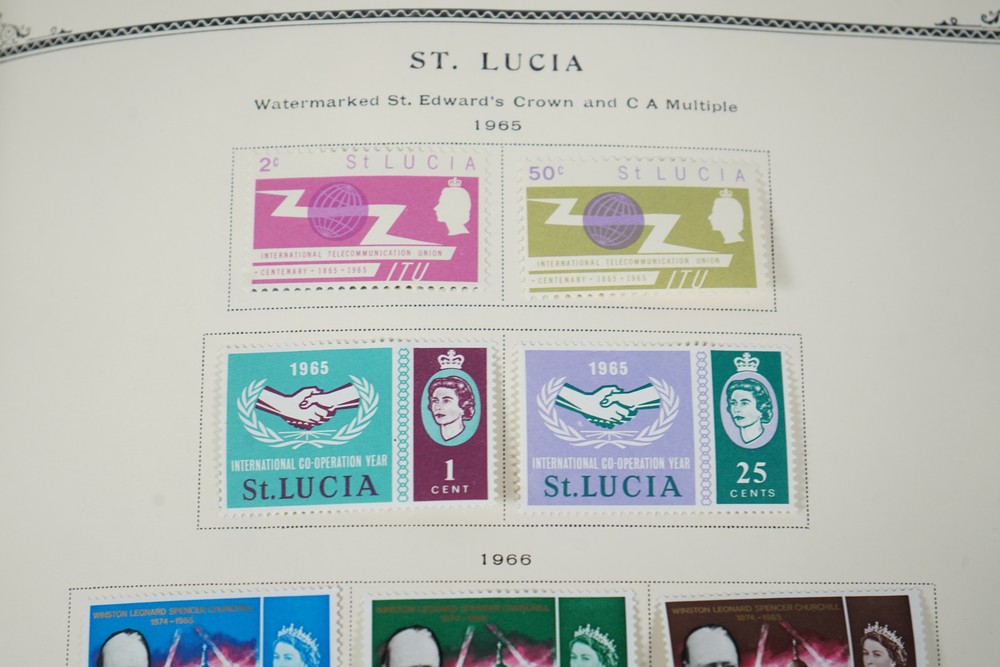 ST. LUCIA
Watermarked St. Edward's Crown and C A Multiple
1965
2c St LUCIA
INTERNATIONAL TELECOMMUNICATION UNION
• CENTENARY • 1865 • 1965 ITU
50c St LUCIA
INTERNATIONAL TELECOMMUNICATION UNION
• CENTENARY • 1865 • 1965 ITU
1965
INTERNATIONAL CO-OPERATION YEAR
St. LUCIA
1
CENT
1965
INTERNATIONAL CO-OPERATION YEAR
St. LUCIA
25
CENTS
1966
WINSTON LEONARD SPENCER CHURCHILL
1874-1965
WINSTON LEONARD SPENCER CHURCHILL
1874-1965
WINSTON LEONARD SPENCER CHURCHILL
1874-1965